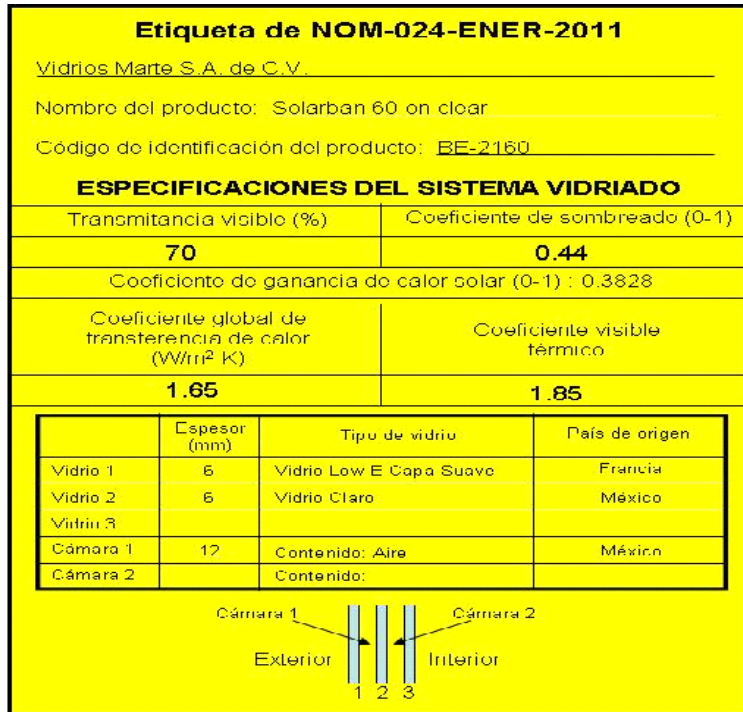 Etiqueta de NOM-024-ENER-2011
Vidrios Marte S.A. de C.V.
Nombre del producto: Solarban 60 on clear
Código de identificación del producto: BE-2160
ESPECIFICACIONES DEL SISTEMA VIDRIADO
Transmitancia visible (%) Coeficiente de sombreado (0-1)
70 0.44
Coeficiente de ganancia de calor solar (0-1) : 0.3828
Coeficiente global de
transferencia de calor
(W/m² K)
Coeficiente visible
térmico
1.65 1.85
Espesor
(mm)
Tipo de vidrio País de origen
Vidrio 1 6 Vidrio Low E Capa Suave Francia
Vidrio 2 6 Vidrio Claro México
Vidrio 3
Cámara 1 12 Contenido: Aire México
Cámara 2 Contenido:
Cámara 1 Cámara 2
Exterior Interior
1 2 3